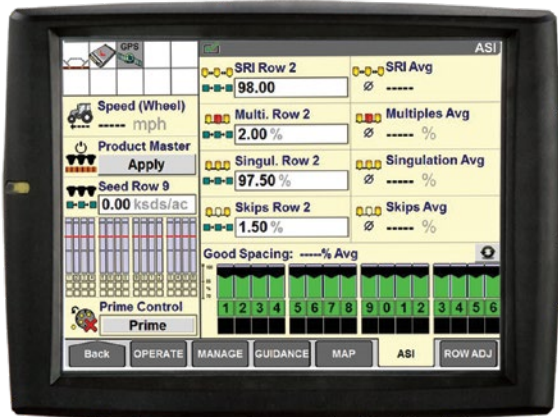 GPS
ASI
Speed (Wheel)
----- mph
Product Master
Apply
Seed Row 9
0.00 ksds/ac
Prime Control
Prime
SRI Row 2
98.00
SRI Avg
Ø -----
Multi. Row 2
2.00 %
Multiples Avg
Ø ----- %
Singul. Row 2
97.50 %
Singulation Avg
Ø ----- %
Skips Row 2
1.50 %
Skips Avg
Ø ----- %
Good Spacing: -----% Avg
1 2 3 4 5 6 7 8 9 0 1 2 3 4 5 6
Back OPERATE MANAGE GUIDANCE MAP ASI ROW ADJ